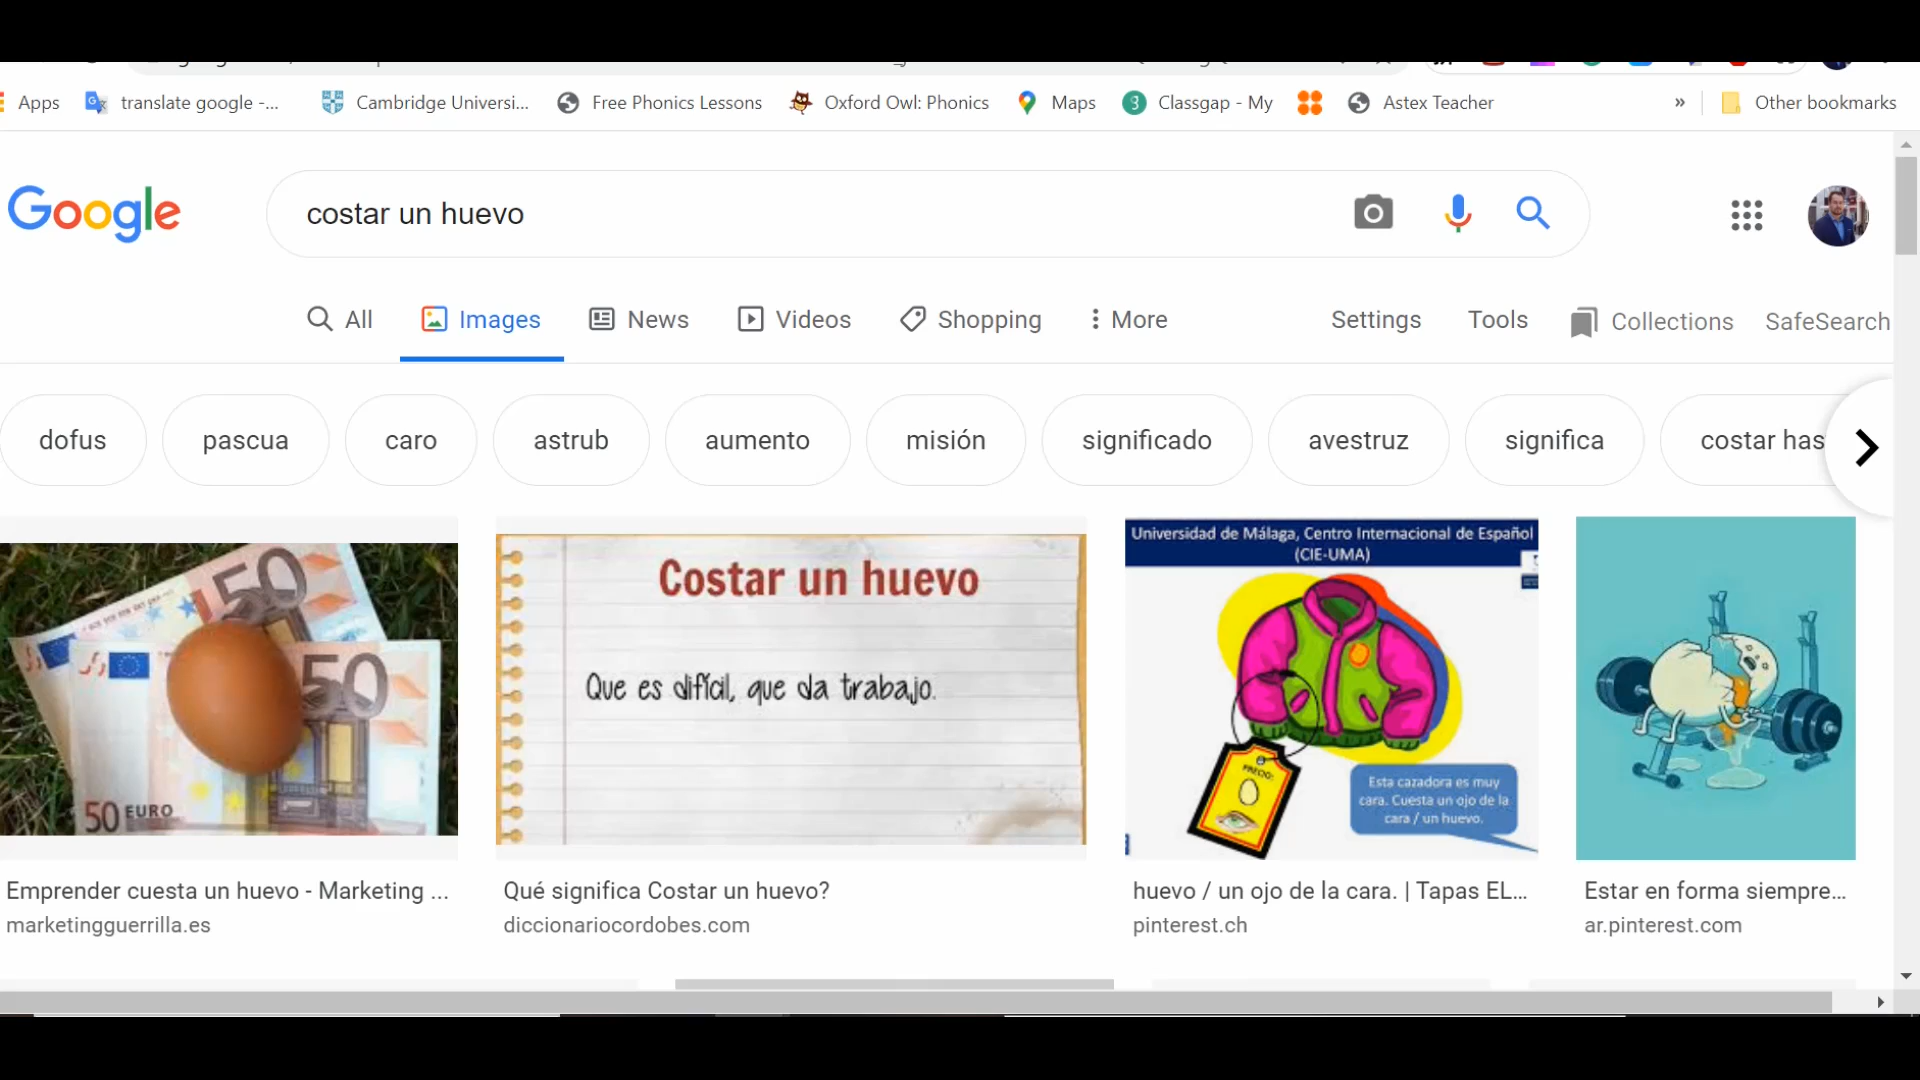 Apps translate google -... Cambridge Universi... Free Phonics Lessons Oxford Owl: Phonics Maps Classgap - My Astex Teacher » Other bookmarks
Google costar un huevo
All Images News Videos Shopping More Settings Tools Collections SafeSearch
dofus pascua caro astrub aumento misión significado avestruz significa costar has
50
50
50 EURO
Costar un huevo
Que es difícil, que da trabajo.
Universidad de Málaga, Centro Internacional de Español
(CIE-UMA)
PRECIO:
Esta cazadora es muy
cara. Cuesta un ojo de la
cara / un huevo.
Emprender cuesta un huevo - Marketing ...
marketingguerrilla.es
Qué significa Costar un huevo?
diccionariocordobes.com
huevo / un ojo de la cara. | Tapas EL...
pinterest.ch
Estar en forma siempre...
ar.pinterest.com